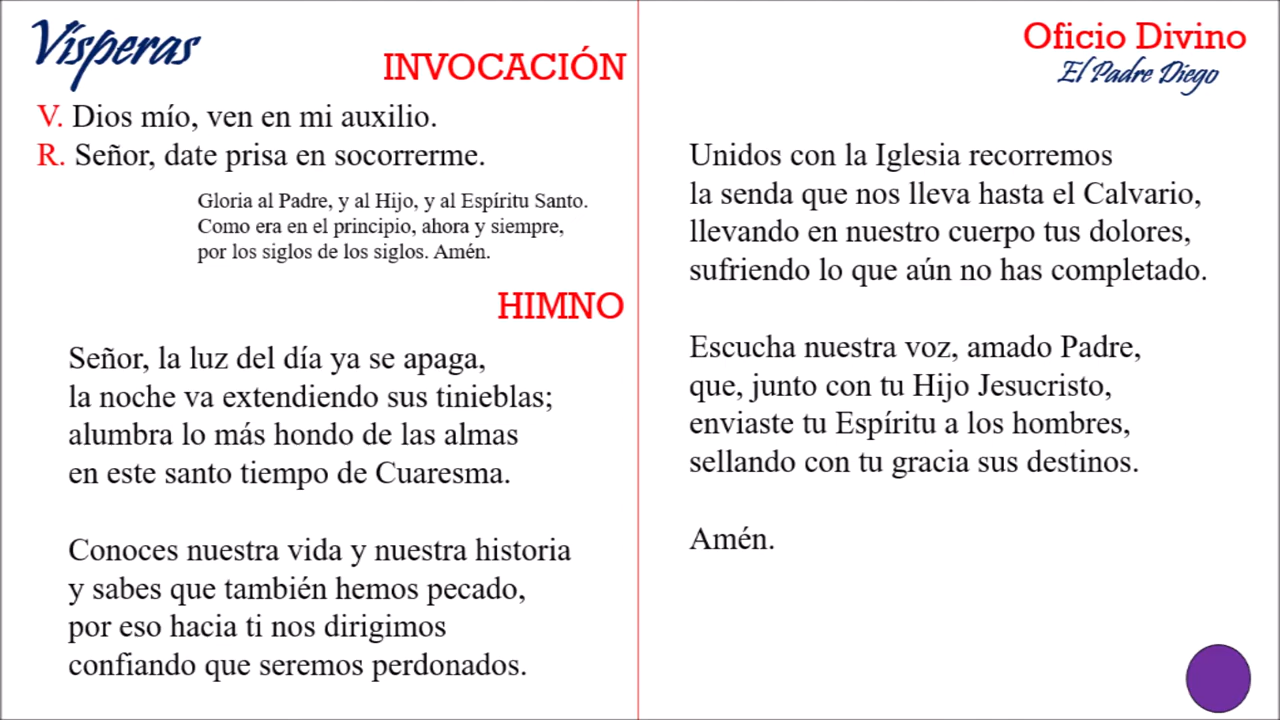 Vísperas
INVOCACIÓN
V. Dios mío, ven en mi auxilio.
R. Señor, date prisa en socorrerme.
Gloria al Padre, y al Hijo, y al Espíritu Santo.
Como era en el principio, ahora y siempre,
por los siglos de los siglos. Amén.
HIMNO
Señor, la luz del día ya se apaga,
la noche va extendiendo sus tinieblas;
alumbra lo más hondo de las almas
en este santo tiempo de Cuaresma.
Conoces nuestra vida y nuestra historia
y sabes que también hemos pecado,
por eso hacia ti nos dirigimos
confiando que seremos perdonados.
Oficio Divino
El Padre Diego
Unidos con la Iglesia recorremos
la senda que nos lleva hasta el Calvario,
llevando en nuestro cuerpo tus dolores,
sufriendo lo que aún no has completado.
Escucha nuestra voz, amado Padre,
que, junto con tu Hijo Jesucristo,
enviaste tu Espíritu a los hombres,
sellando con tu gracia sus destinos.
Amén.